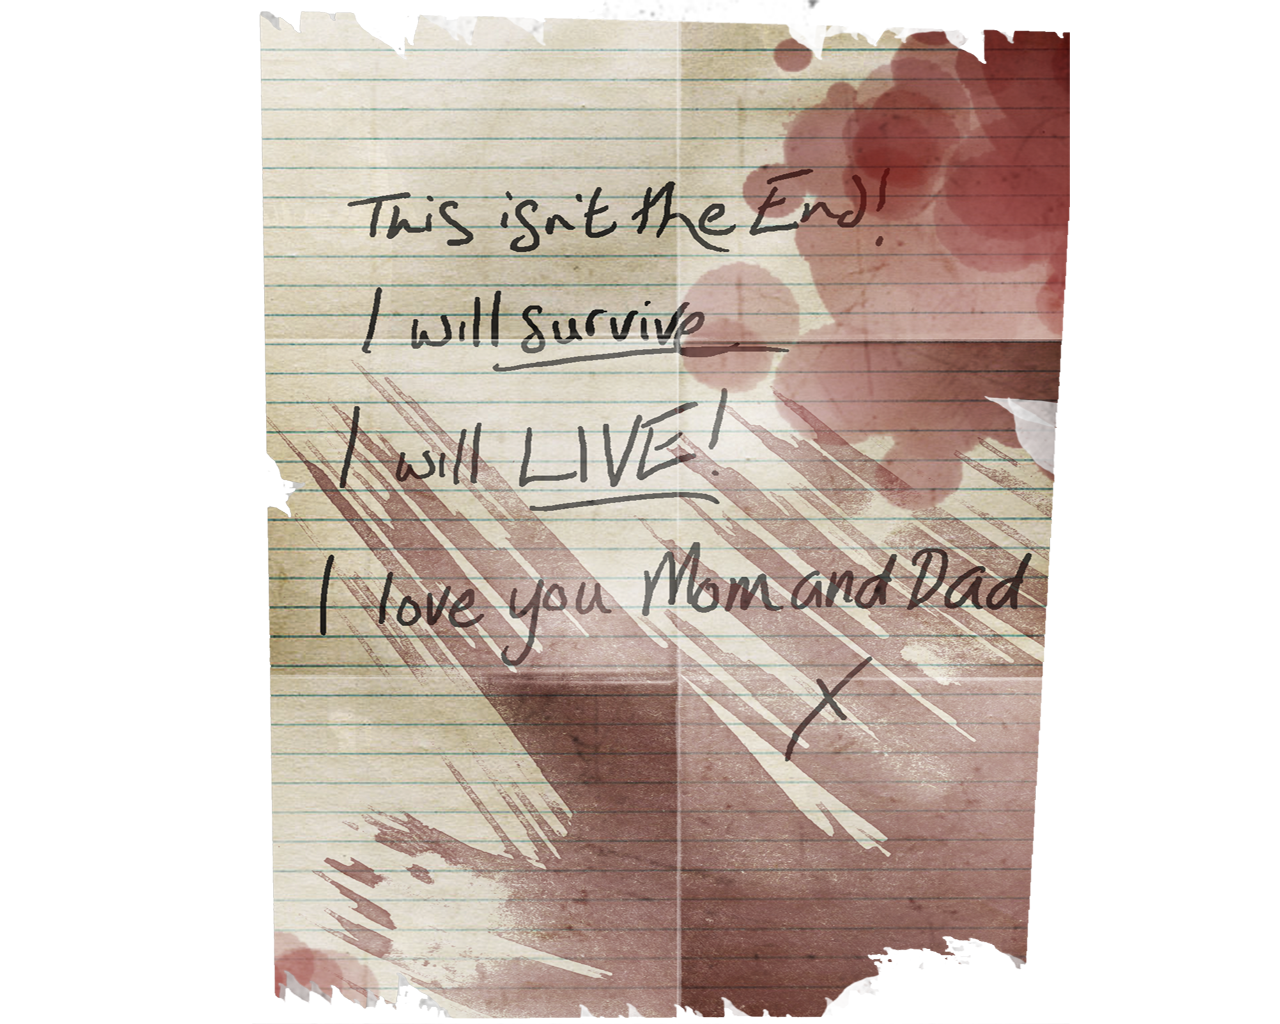 This isn't the End!
I will survive
I will LIVE!
I love you Mom and Dad
X